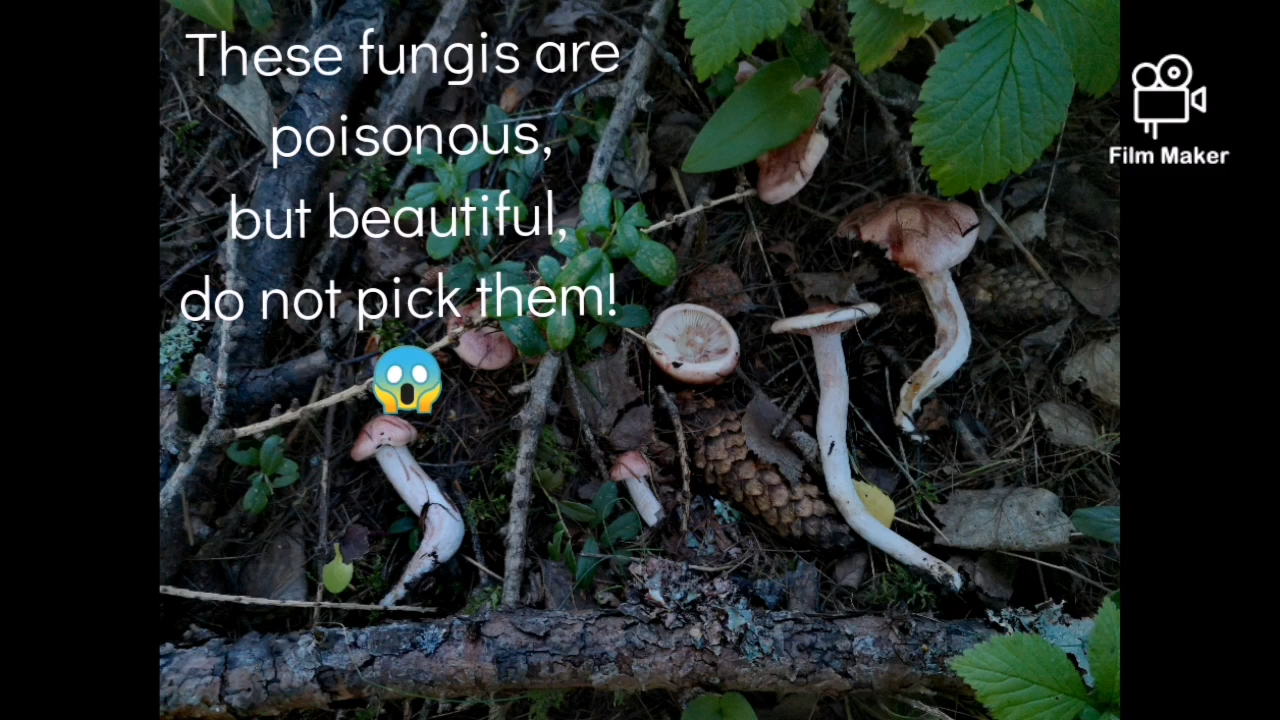 These fungis are
poisonous,
but beautiful,
do not pick them!
Film Maker